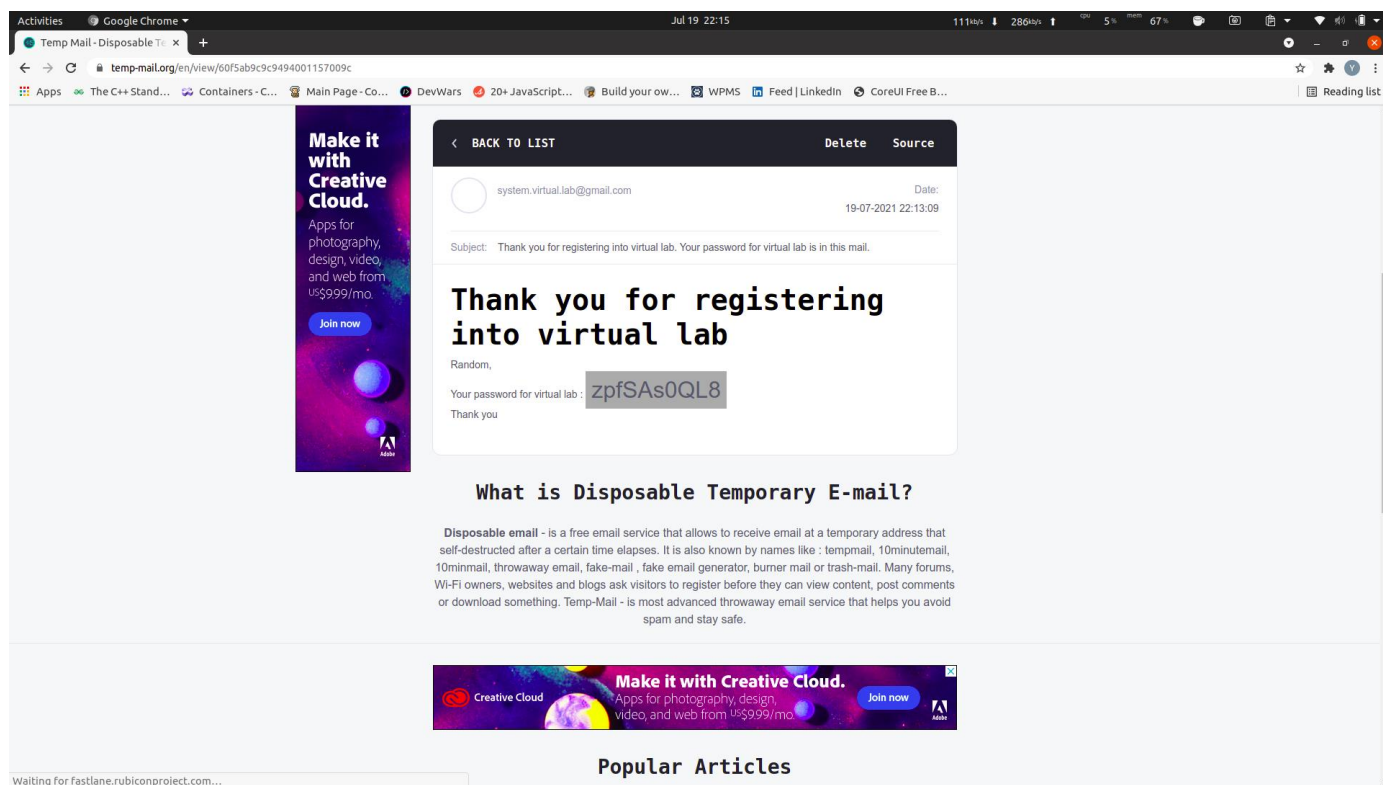 Activities Google Chrome Jul 19 22:15 111kb/s 286kb/s cpu 5% mem 67%
Temp Mail - Disposable Te
temp-mail.org/en/view/60f5ab9c9c9494001157009c
Apps The C++ Stand... Containers - C... Main Page - Co... DevWars 20+ JavaScript... Build your ow... WPMS Feed | LinkedIn CoreUI Free B... Reading list
Make it
with
Creative
Cloud.
Apps for
photography,
design, video,
and web from
US$9.99/mo.
Join now
Adobe
BACK TO LIST Delete Source
system.virtual.lab@gmail.com Date:
19-07-2021 22:13:09
Subject: Thank you for registering into virtual lab. Your password for virtual lab is in this mail.
Thank you for registering
into virtual lab
Random,
Your password for virtual lab : zpfSAs0QL8
Thank you
What is Disposable Temporary E-mail?
Disposable email - is a free email service that allows to receive email at a temporary address that
self-destructed after a certain time elapses. It is also known by names like : tempmail, 10minutemail,
10minmail, throwaway email, fake-mail , fake email generator, burner mail or trash-mail. Many forums,
Wi-Fi owners, websites and blogs ask visitors to register before they can view content, post comments
or download something. Temp-Mail - is most advanced throwaway email service that helps you avoid
spam and stay safe.
Creative Cloud
Make it with Creative Cloud.
Apps for photography, design,
video, and web from US$9.99/mo.
Join now
Adobe
Popular Articles
Waiting for fastlane.rubiconproject.com...